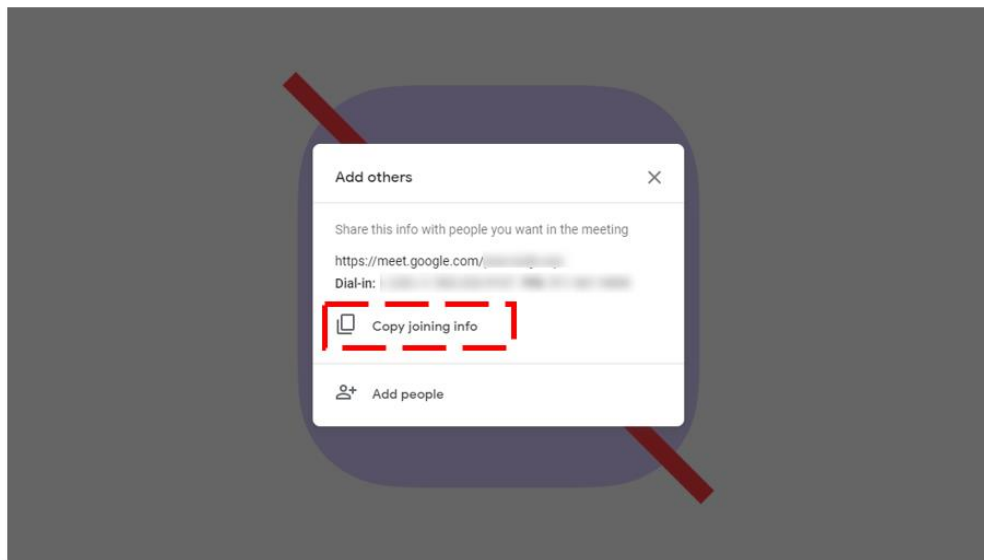 Add others
Share this info with people you want in the meeting
https://meet.google.com/
Dial-in:
Copy joining info
Add people